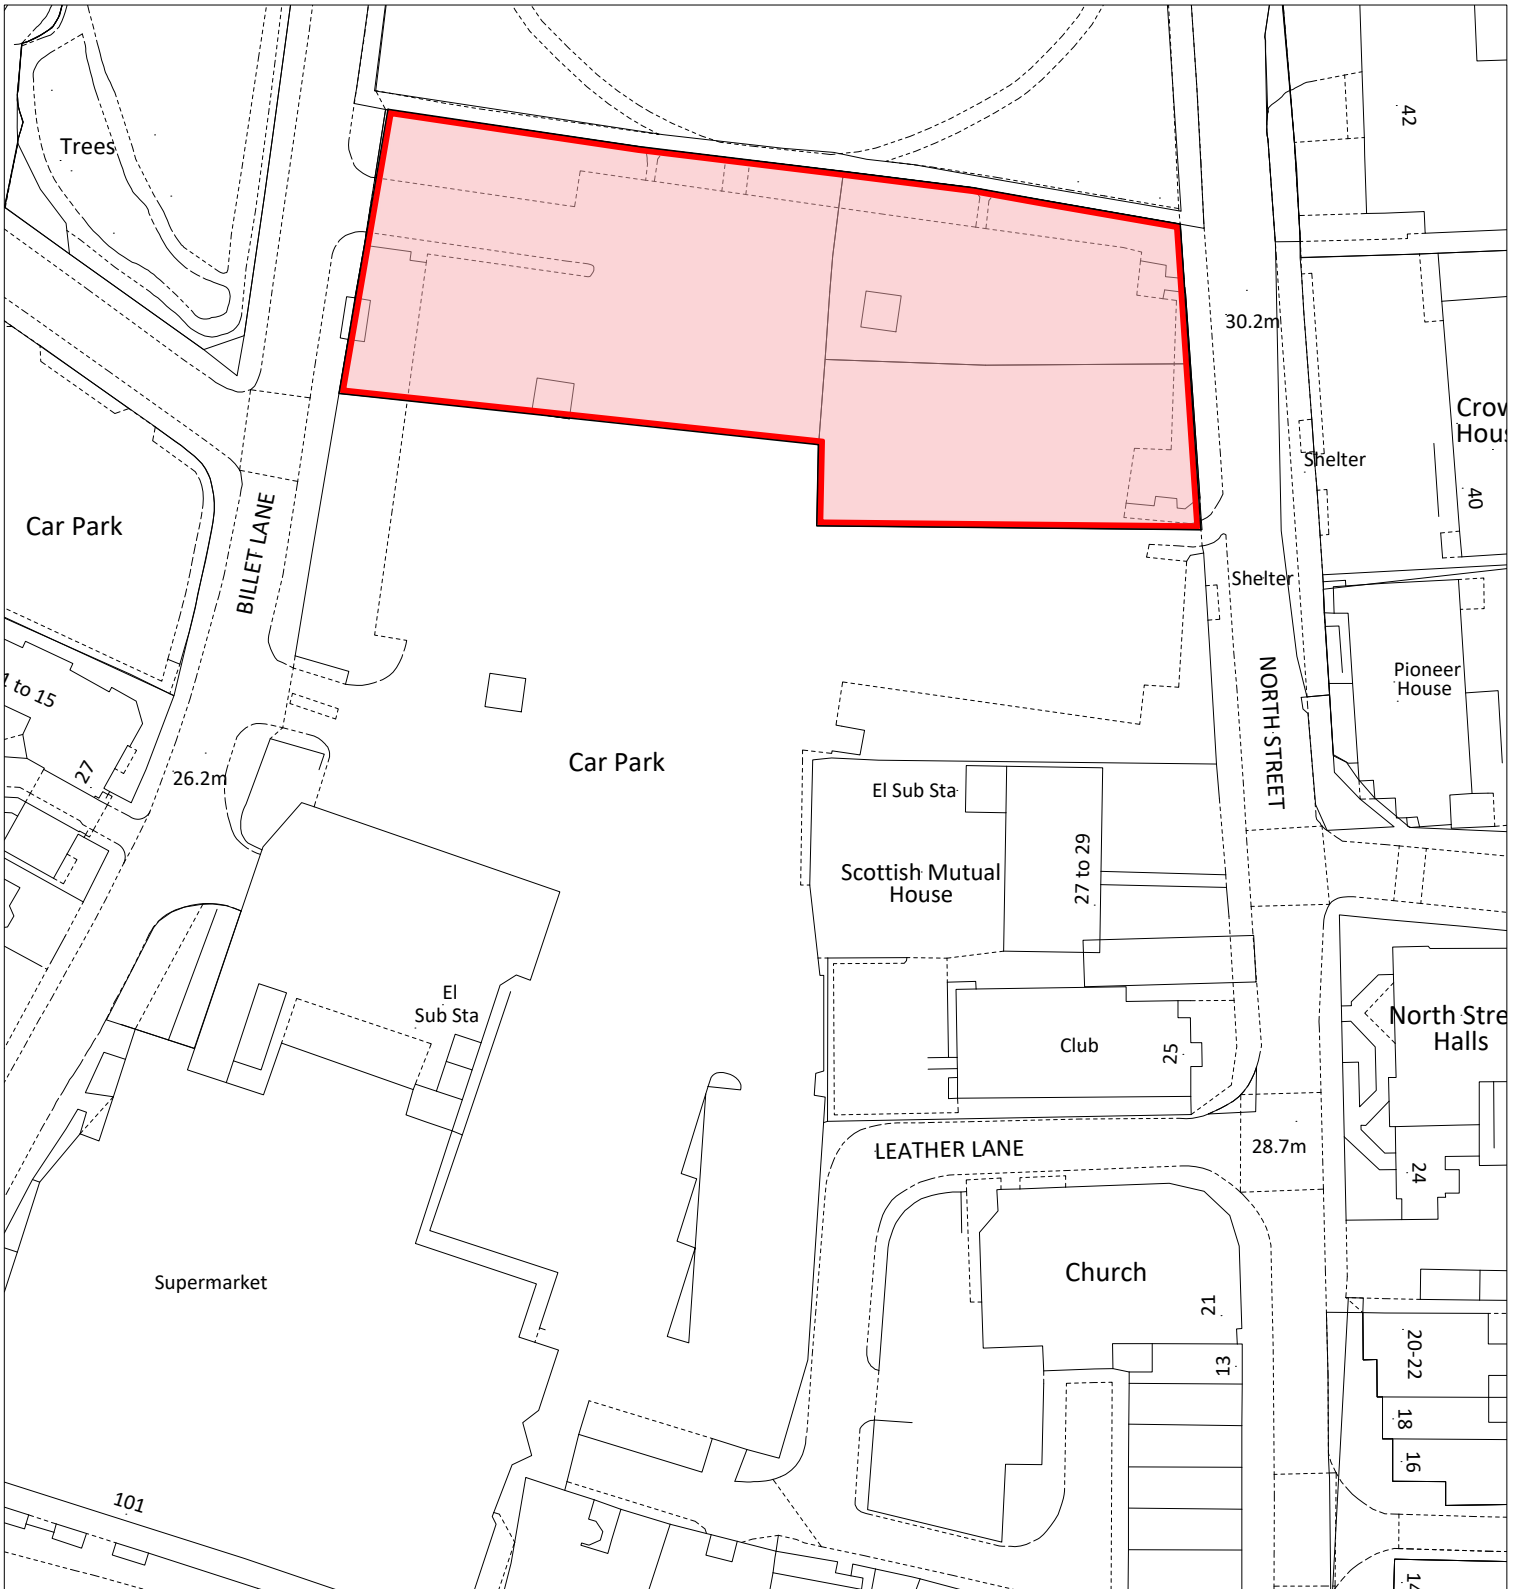 42
Trees
30.2m
Shelter
40
Car Park
BILLET LANE
Shelter
NORTH STREET
Pioneer
House
to 15
27
26.2m
Car Park
El Sub Sta
Scottish Mutual
House
27 to 29
El
Sub Sta
Club
25
North
Halls
LEATHER LANE
28.7m
24
Supermarket
Church
21
13
20-22
18
16
101